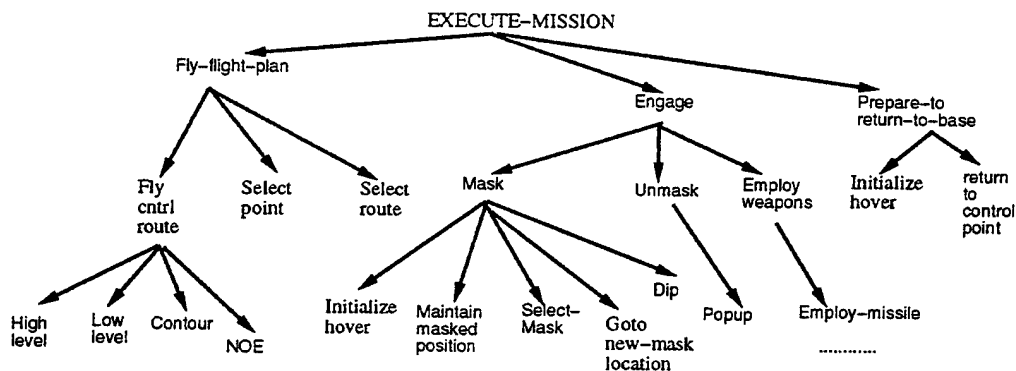 EXECUTE-MISSION
Fly-flight-plan
Engage
Prepare-to
return-to-base
Fly
cntrl
route
Select
point
Select
route
Mask
Unmask
Employ
weapons
Initialize
hover
return
to
control
point
High
level
Low
level
Contour
NOE
Initialize
hover
Maintain
masked
position
Select-
Mask
Goto
new-mask
location
Dip
Popup
Employ-missile
............